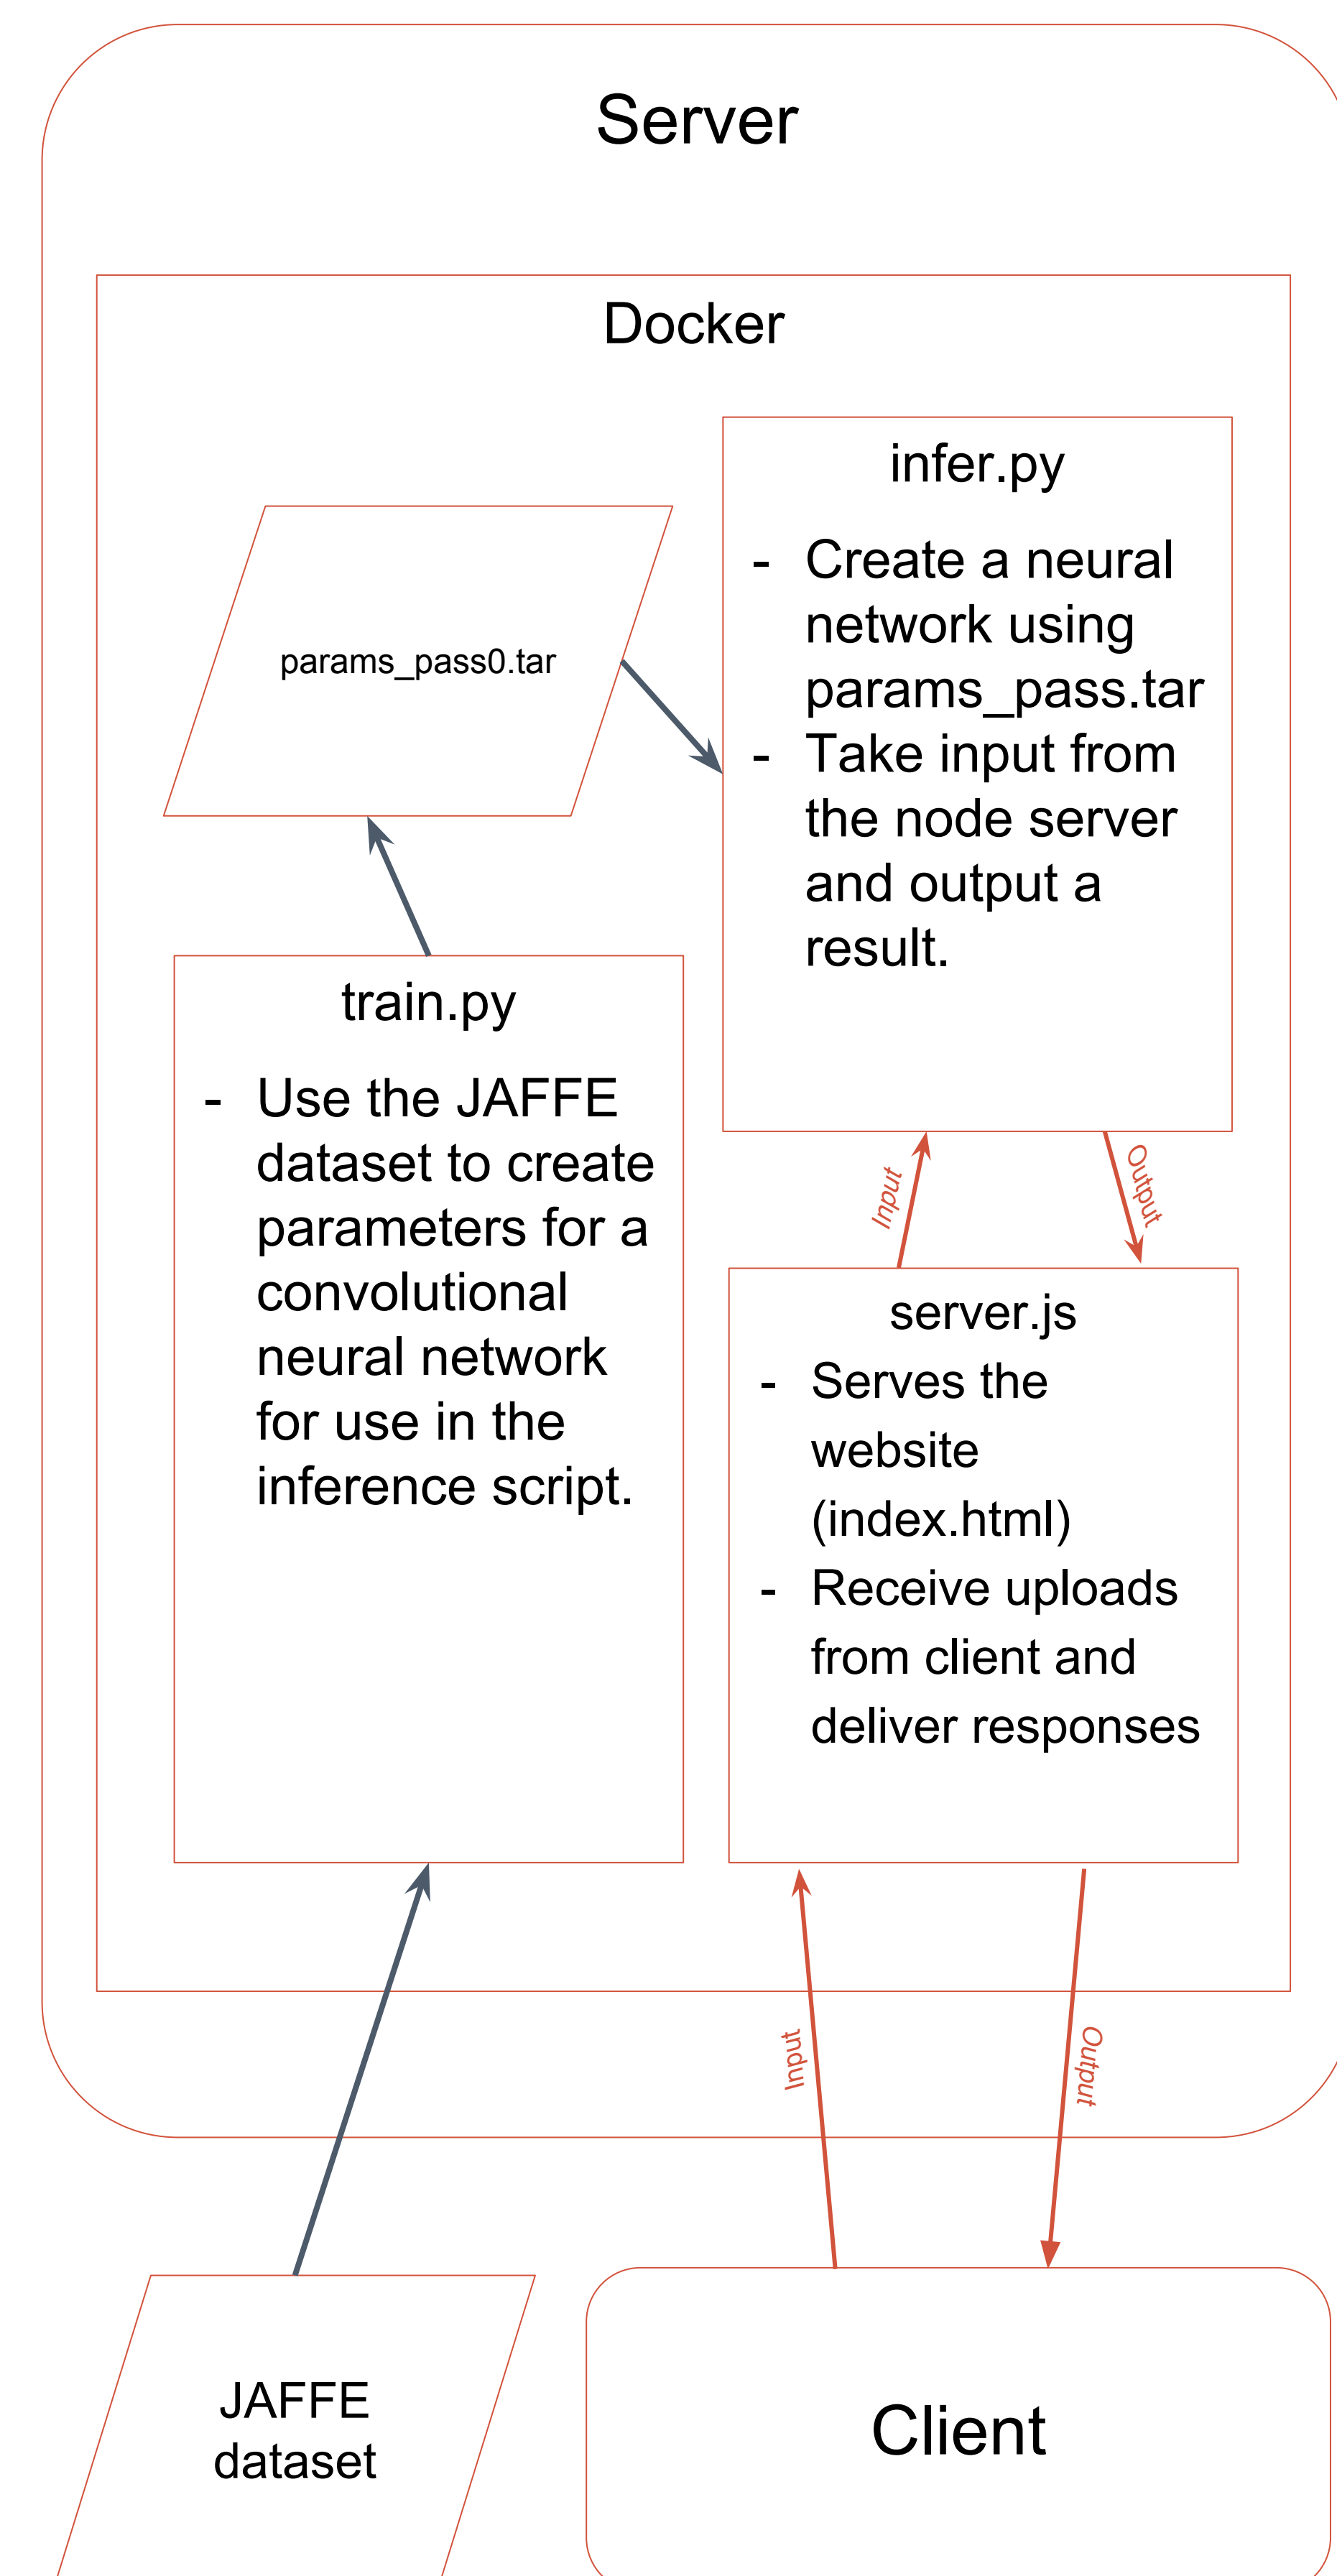 Server
Docker
params_pass0.tar
infer.py
- Create a neural
network using
params_pass.tar
- Take input from
the node server
and output a
result.
train.py
- Use the JAFFE
dataset to create
parameters for a
convolutional
neural network
for use in the
inference script.
Input
Output
server.js
- Serves the
website
(index.html)
- Receive uploads
from client and
deliver responses
Input
Output
JAFFE
dataset
Client